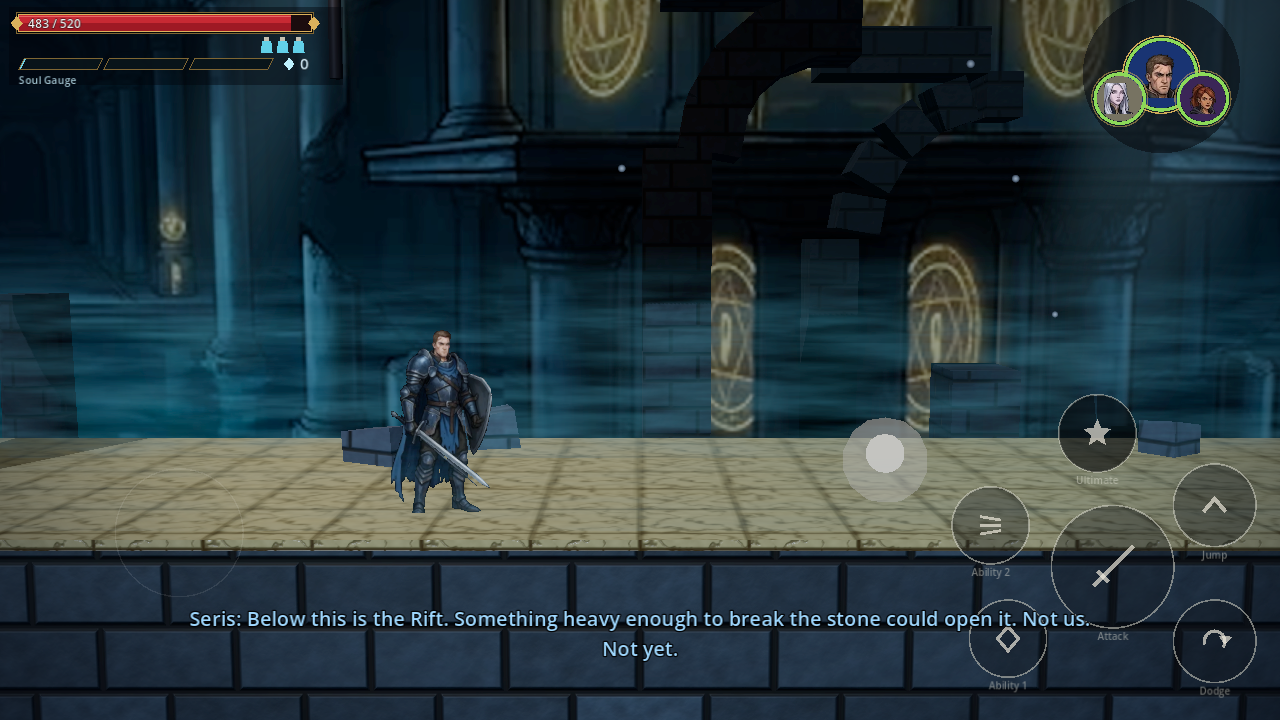 483 / 520
0
Soul Gauge
Ultimate
Jump
Ability 2
Seris: Below this is the Rift. Something heavy enough to break the stone could open it. Not us.
Not yet.
Attack
Ability 1
Dodge